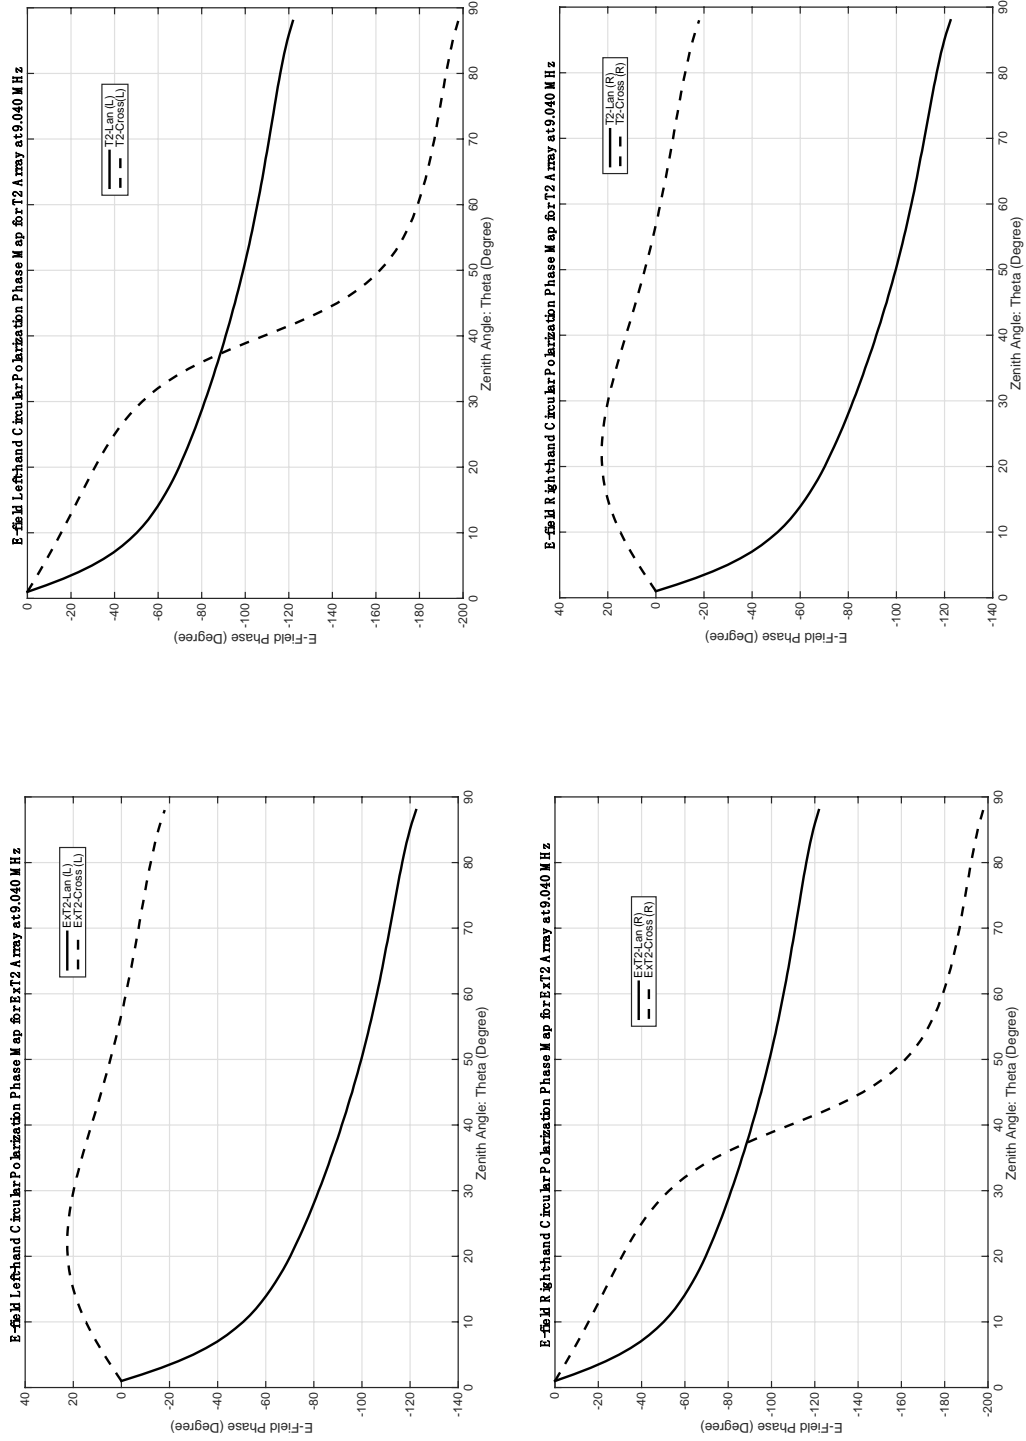 E-field Left-hand Circular Polarization Phase Map for ExT2 Array at 9.040 MHz
40
20
0
-20
-40
-60
-80
-100
-120
-140
E-Field Phase (Degree)
ExT2-Lan (L)
ExT2-Cross (L)
0 10 20 30 40 50 60 70 80 90
Zenith Angle: Theta (Degree)
E-field Left-hand Circular Polarization Phase Map for T2 Array at 9.040 MHz
0
-20
-40
-60
-80
-100
-120
-140
-160
-180
-200
E-Field Phase (Degree)
T2-Lan (L)
T2-Cross(L)
0 10 20 30 40 50 60 70 80 90
Zenith Angle: Theta (Degree)
E-field Right-hand Circular Polarization Phase Map for ExT2 Array at 9.040 MHz
0
-20
-40
-60
-80
-100
-120
-140
-160
-180
-200
E-Field Phase (Degree)
ExT2-Lan (R)
ExT2-Cross (R)
0 10 20 30 40 50 60 70 80 90
Zenith Angle: Theta (Degree)
E-field Right-hand Circular Polarization Phase Map for T2 Array at 9.040 MHz
40
20
0
-20
-40
-60
-80
-100
-120
-140
E-Field Phase (Degree)
T2-Lan (R)
T2-Cross (R)
0 10 20 30 40 50 60 70 80 90
Zenith Angle: Theta (Degree)